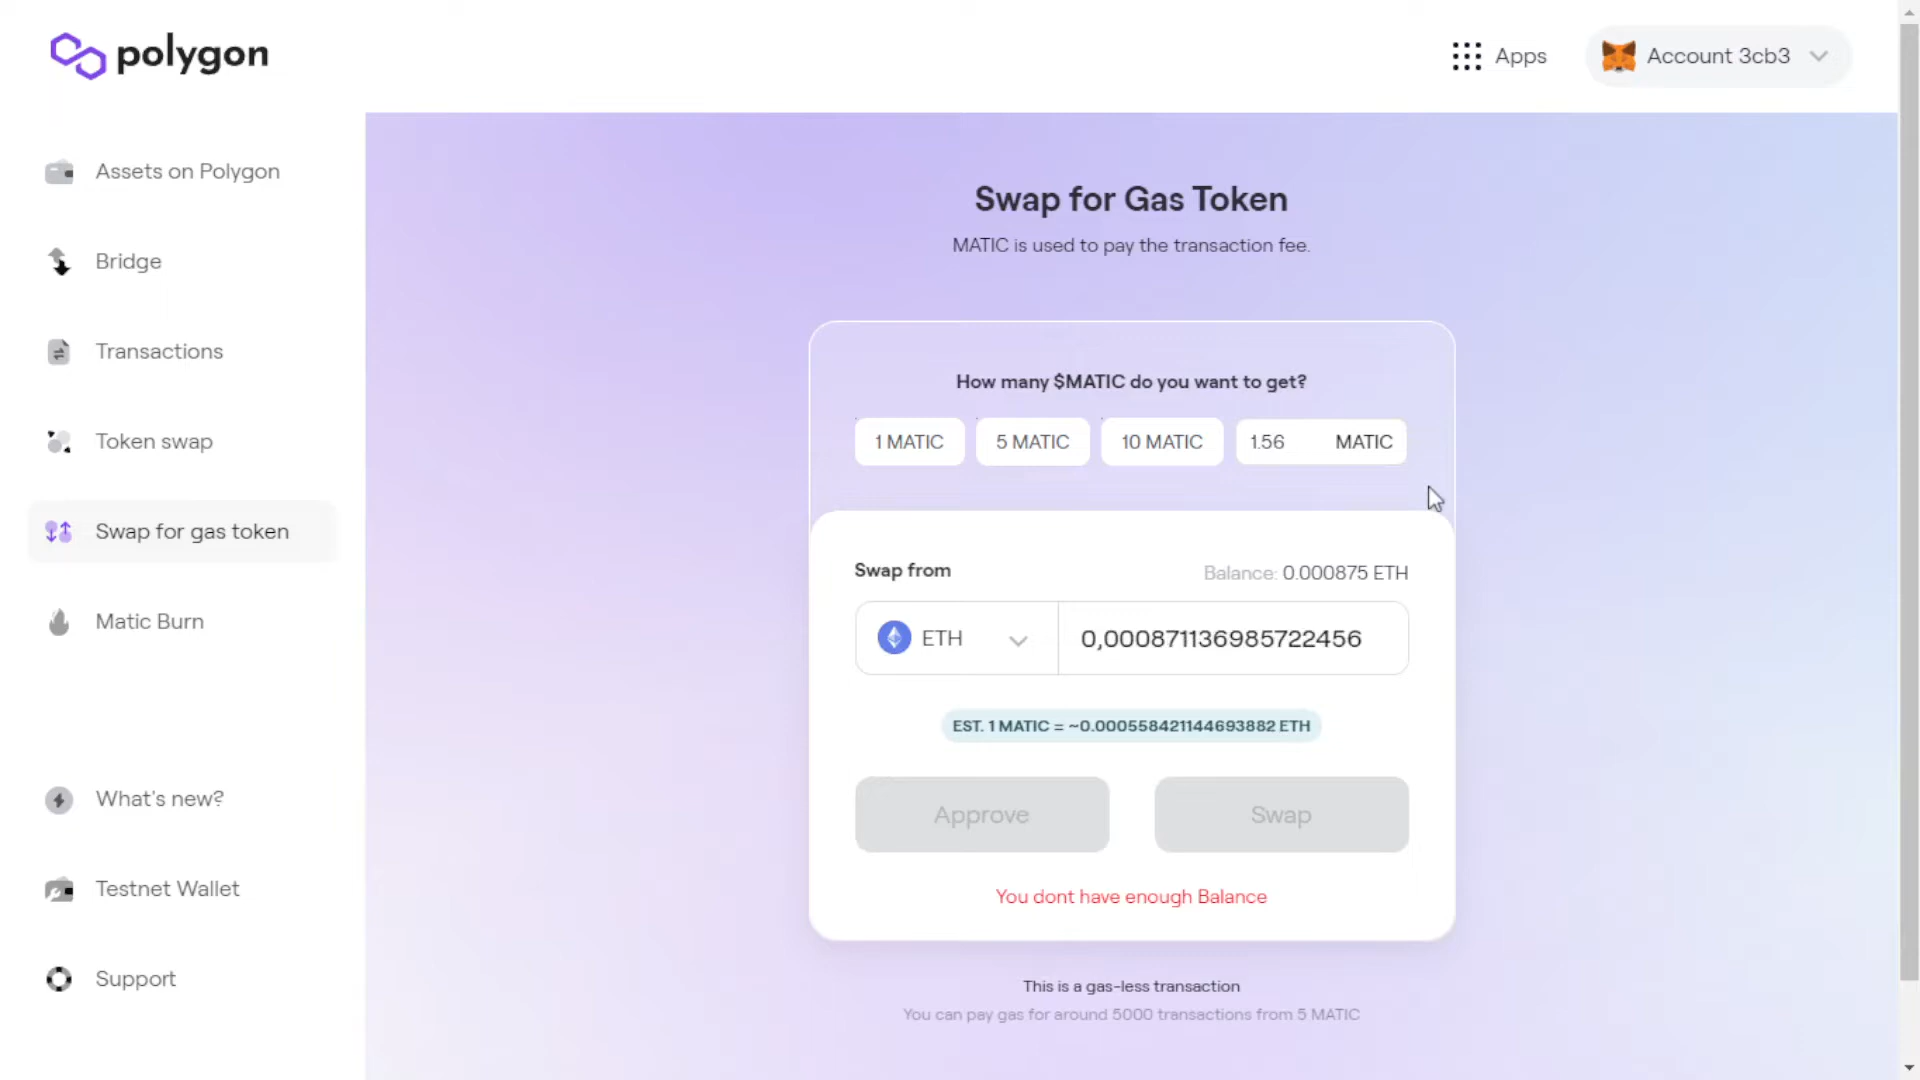 polygon
Apps
Account 3cb3
Assets on Polygon
Bridge
Transactions
Token swap
Swap for gas token
Matic Burn
What's new?
Testnet Wallet
Support
Swap for Gas Token
MATIC is used to pay the transaction fee.
How many $MATIC do you want to get?
1 MATIC 5 MATIC 10 MATIC 1.56 MATIC
Swap from Balance: 0.000875 ETH
ETH 0,000871136985722456
EST. 1 MATIC = ~0.000558421144693882 ETH
Approve Swap
You dont have enough Balance
This is a gas-less transaction
You can pay gas for around 5000 transactions from 5 MATIC